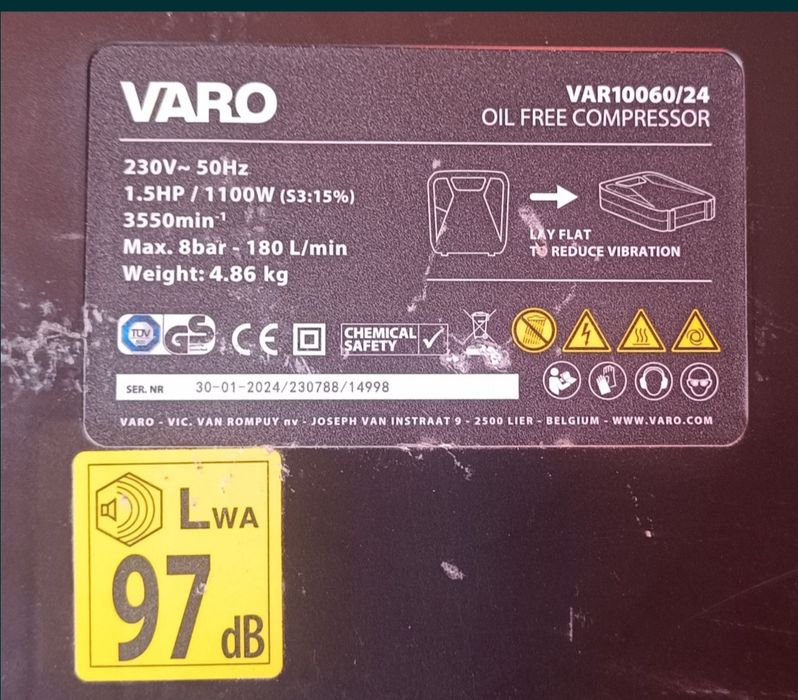 VARO
VAR10060/24
OIL FREE COMPRESSOR
230V~ 50Hz
1.5HP / 1100W (S3:15%)
3550min⁻¹
Max. 8bar - 180 L/min
Weight: 4.86 kg
LAY FLAT
TO REDUCE VIBRATION
TÜV
GS
CE
CHEMICAL
SAFETY
SER. NR 30-01-2024/230788/14998
VARO - VIC. VAN ROMPUY nv - JOSEPH VAN INSTRAAT 9 - 2500 LIER - BELGIUM - WWW.VARO.COM
LWA
97 dB